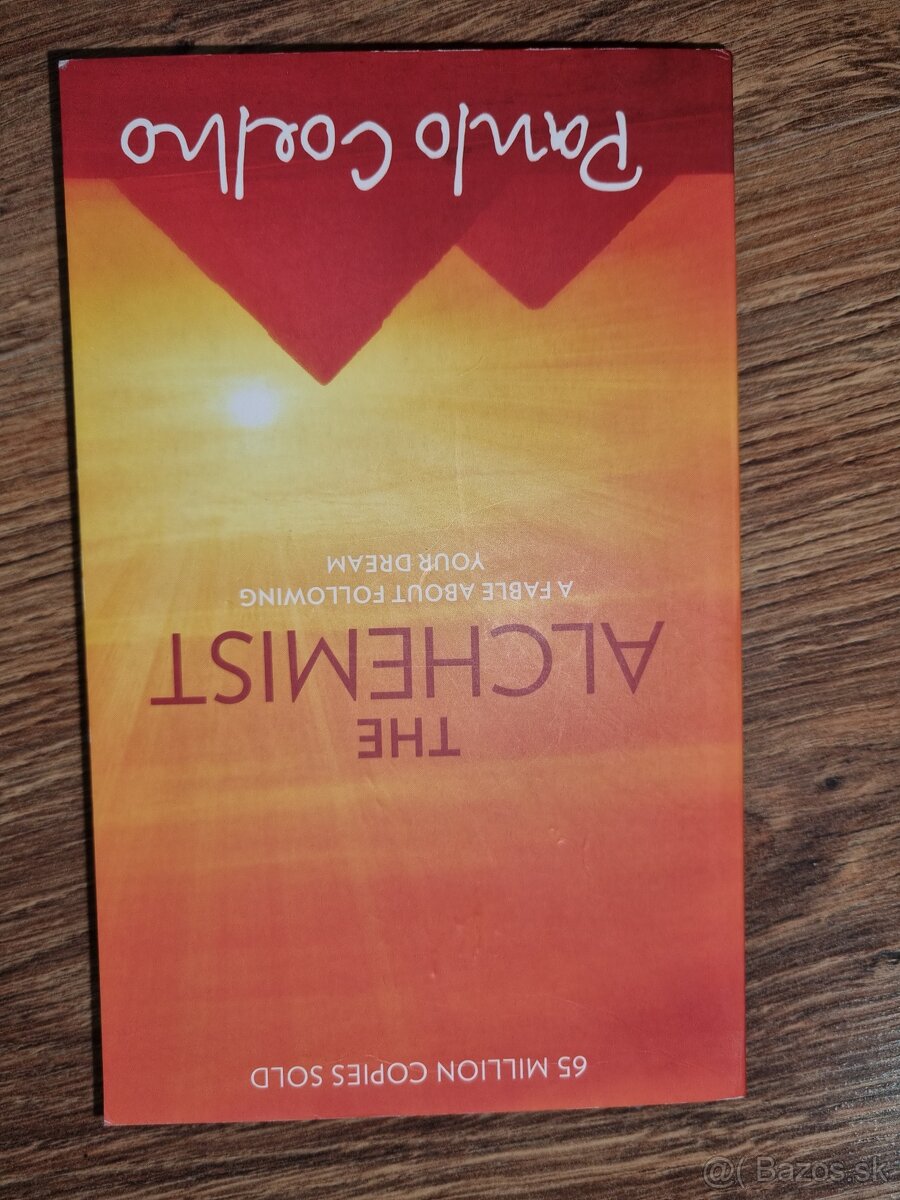 65 MILLION COPIES SOLD
THE
ALCHEMIST
A FABLE ABOUT FOLLOWING
YOUR DREAM
Paulo Coelho
@( Bazos.sk